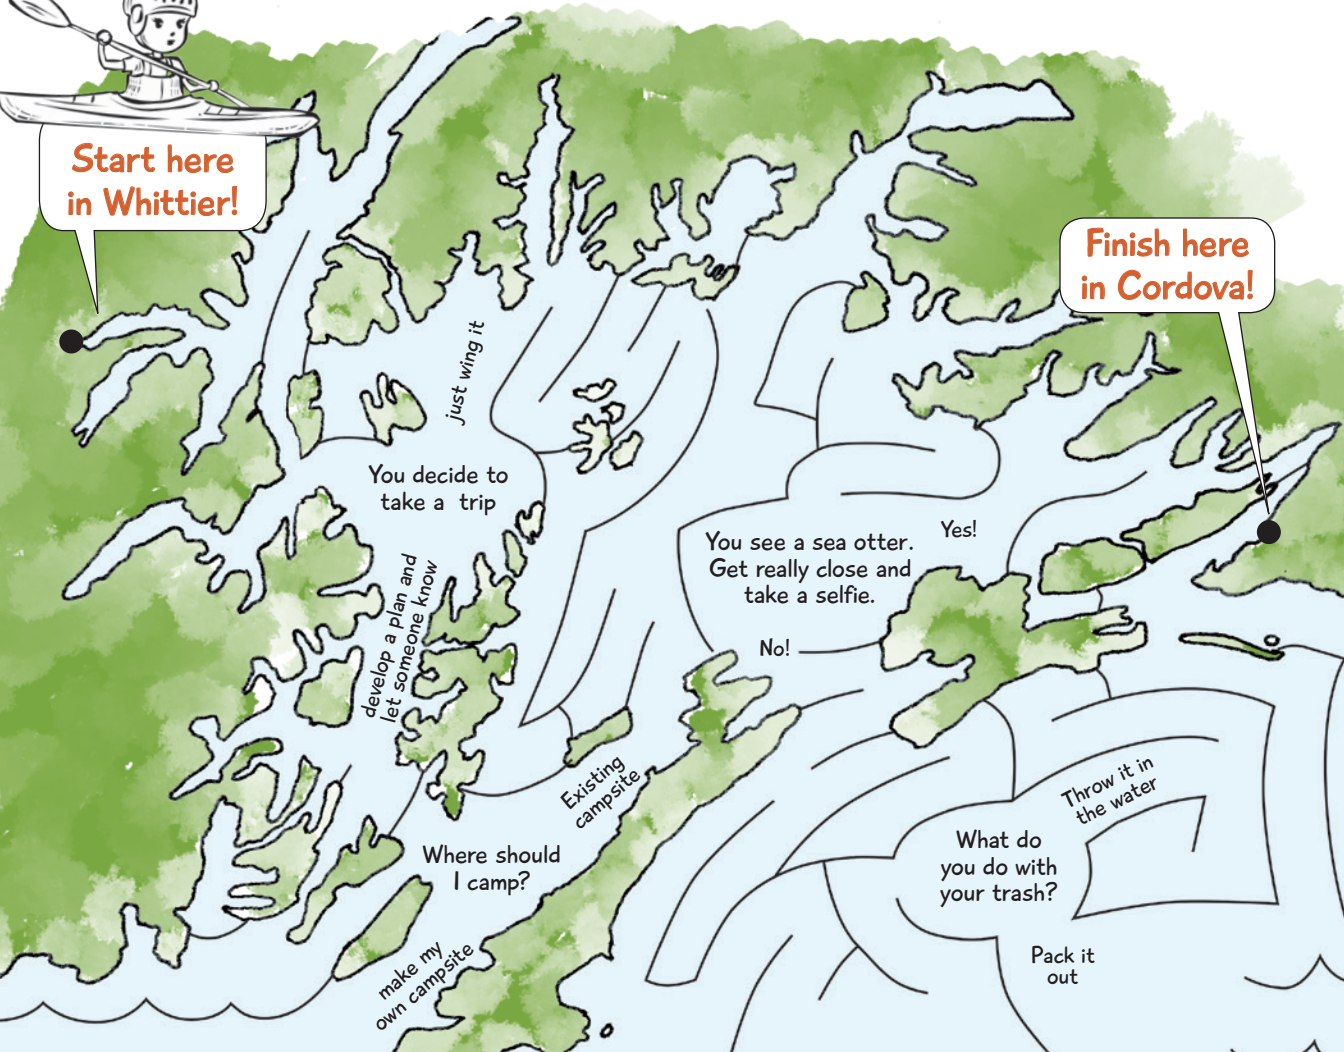 Start here
in Whittier!
Finish here
in Cordova!
just wing it
You decide to
take a trip
develop a plan and
let someone know
You see a sea otter.
Get really close and
take a selfie.
Yes!
No!
Existing
campsite
Where should
I camp?
make my
own campsite
Throw it in
the water
What do
you do with
your trash?
Pack it
out